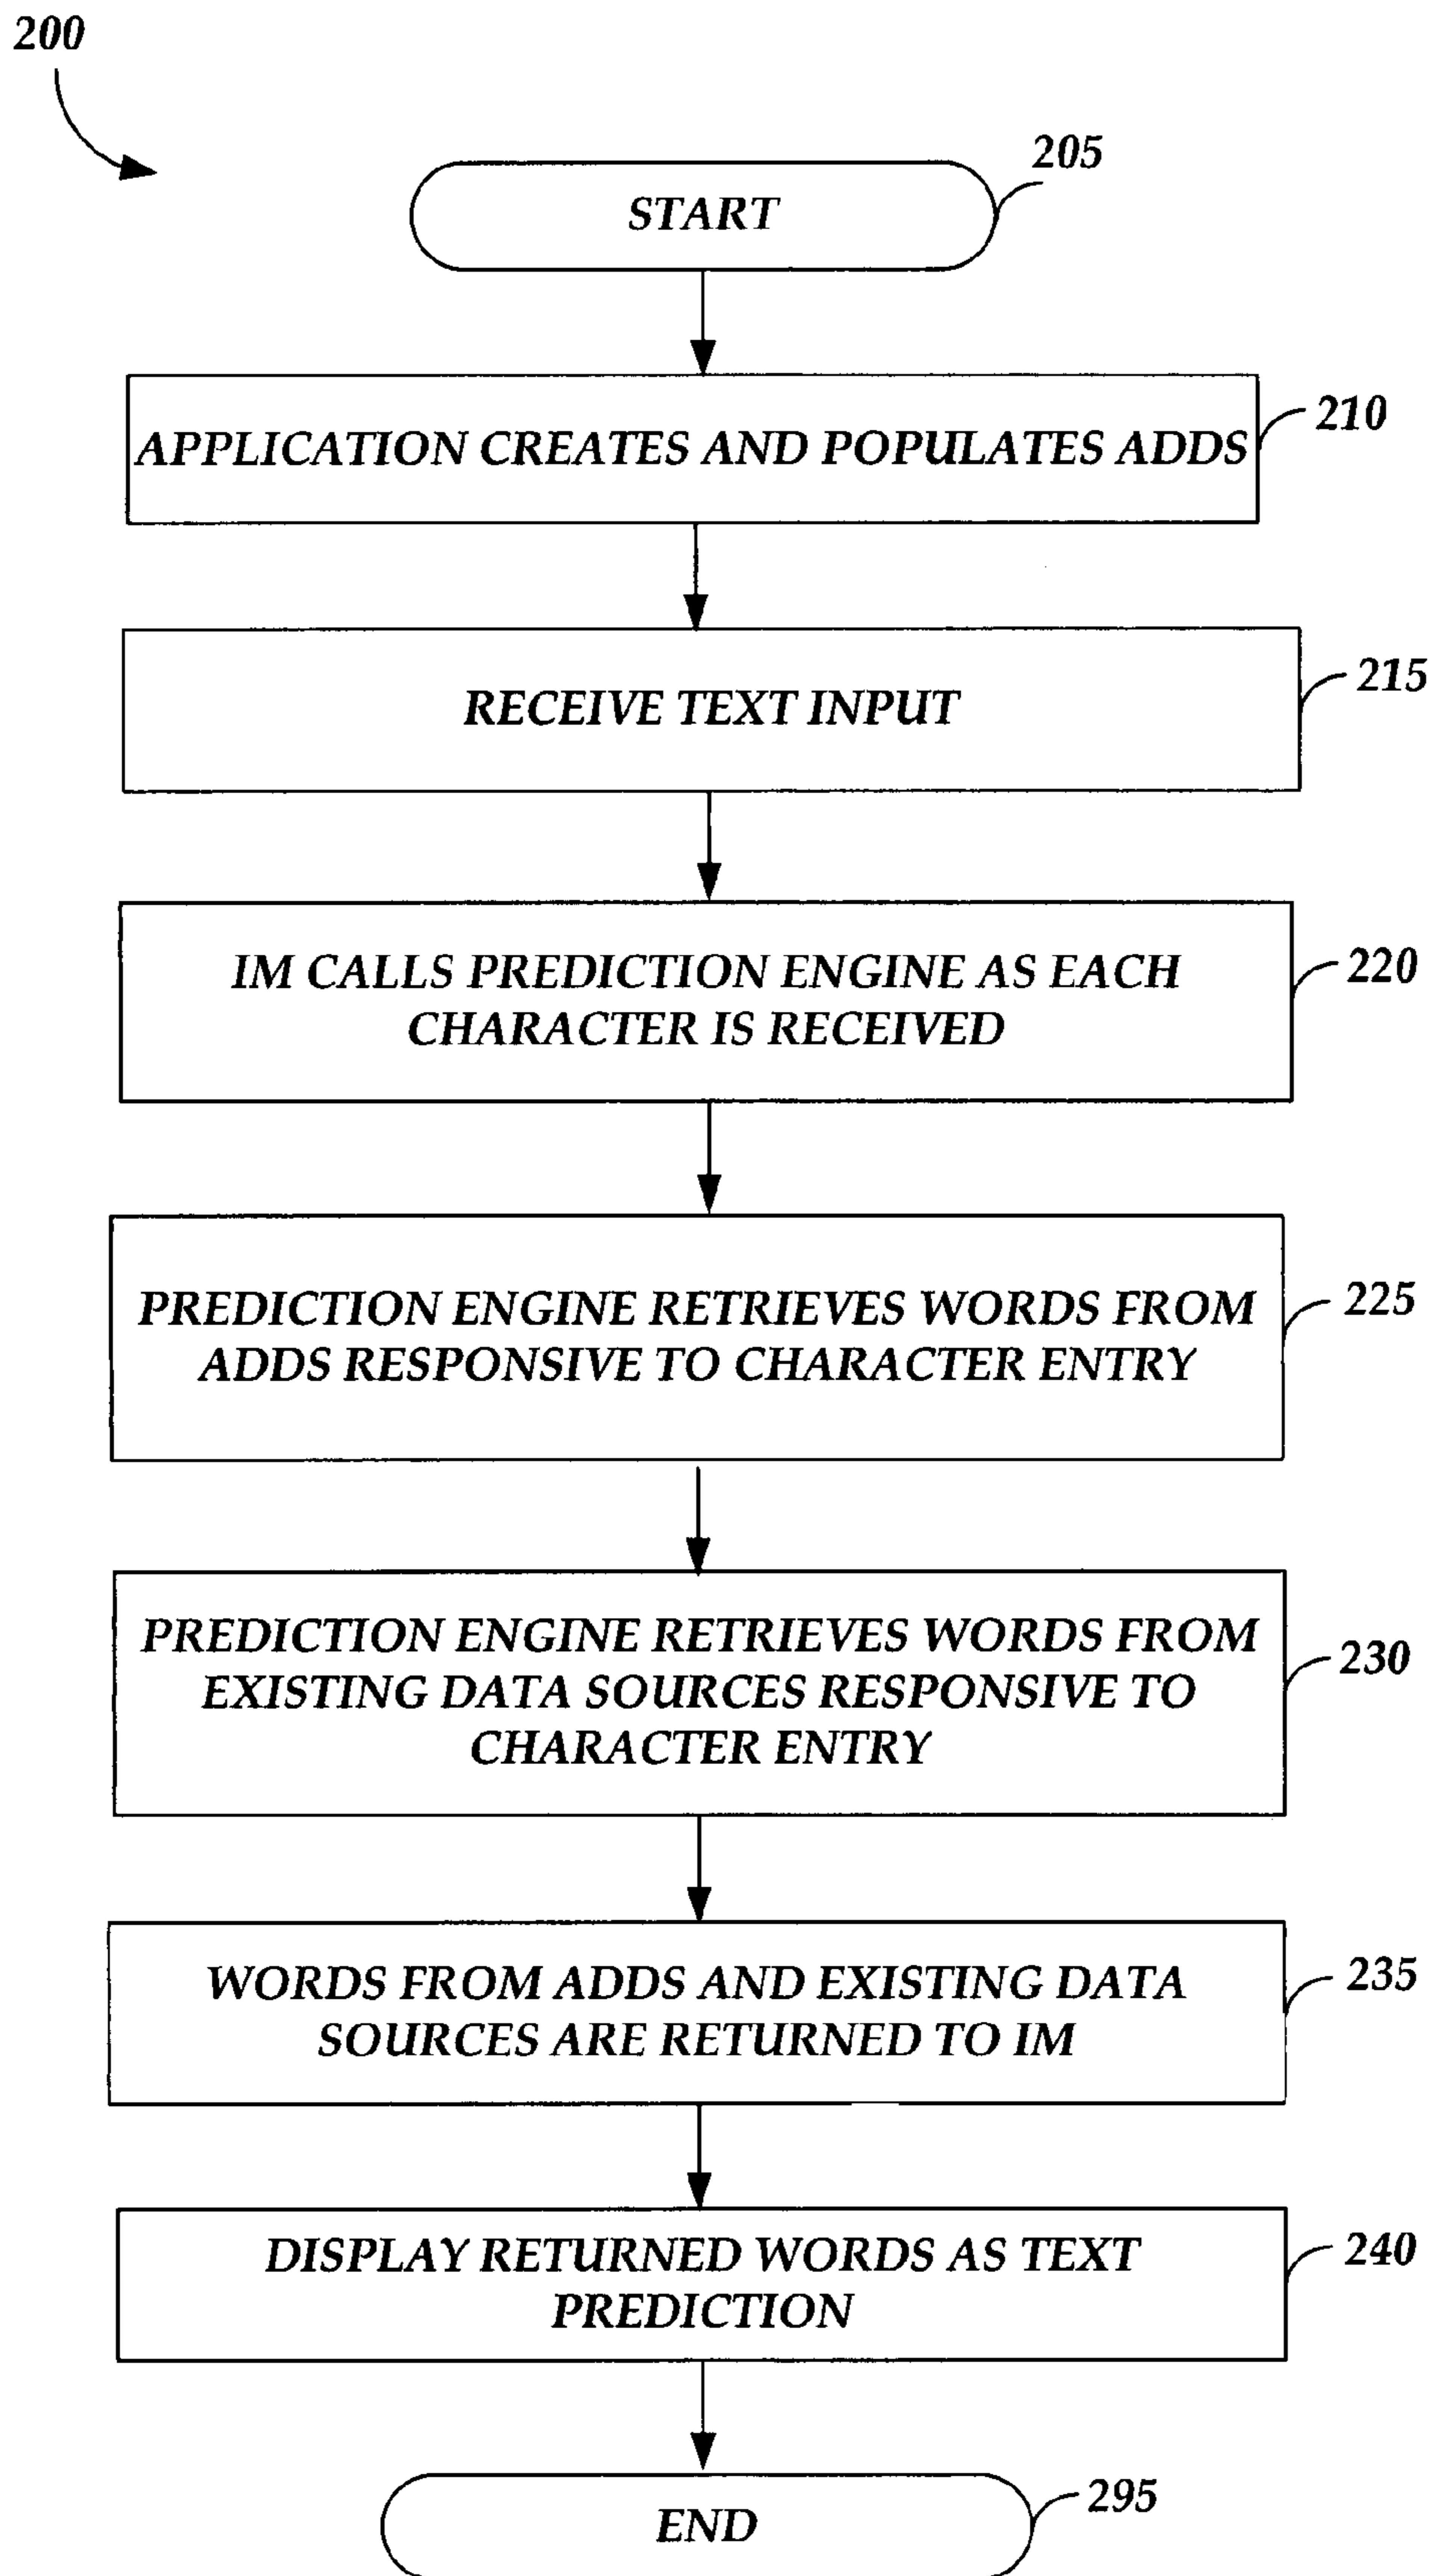 200
205
START
APPLICATION CREATES AND POPULATES ADDS
210
RECEIVE TEXT INPUT
215
IM CALLS PREDICTION ENGINE AS EACH
CHARACTER IS RECEIVED
220
PREDICTION ENGINE RETRIEVES WORDS FROM
ADDS RESPONSIVE TO CHARACTER ENTRY
225
PREDICTION ENGINE RETRIEVES WORDS FROM
EXISTING DATA SOURCES RESPONSIVE TO
CHARACTER ENTRY
230
WORDS FROM ADDS AND EXISTING DATA
SOURCES ARE RETURNED TO IM
235
DISPLAY RETURNED WORDS AS TEXT
PREDICTION
240
END
295